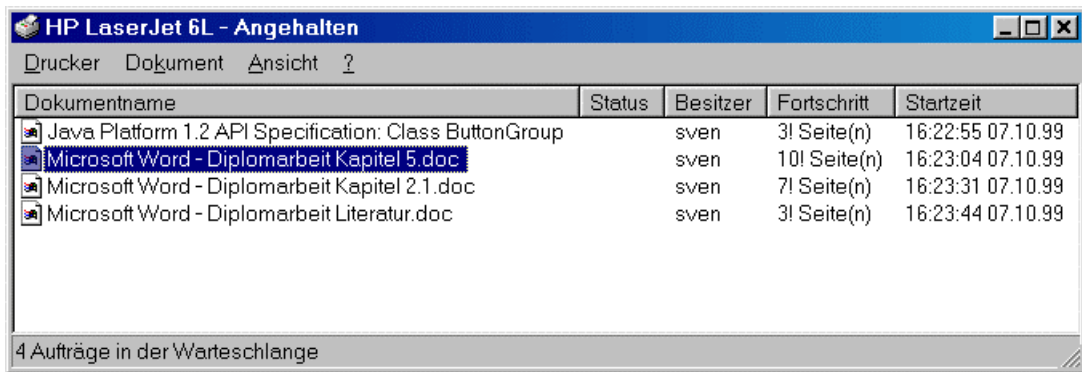 HP LaserJet 6L - Angehalten
Drucker Dokument Ansicht ?
Dokumentname Status Besitzer Fortschritt Startzeit
Java Platform 1.2 API Specification: Class ButtonGroup sven 3! Seite(n) 16:22:55 07.10.99
Microsoft Word - Diplomarbeit Kapitel 5.doc sven 10! Seite(n) 16:23:04 07.10.99
Microsoft Word - Diplomarbeit Kapitel 2.1.doc sven 7! Seite(n) 16:23:31 07.10.99
Microsoft Word - Diplomarbeit Literatur.doc sven 3! Seite(n) 16:23:44 07.10.99
4 Aufträge in der Warteschlange